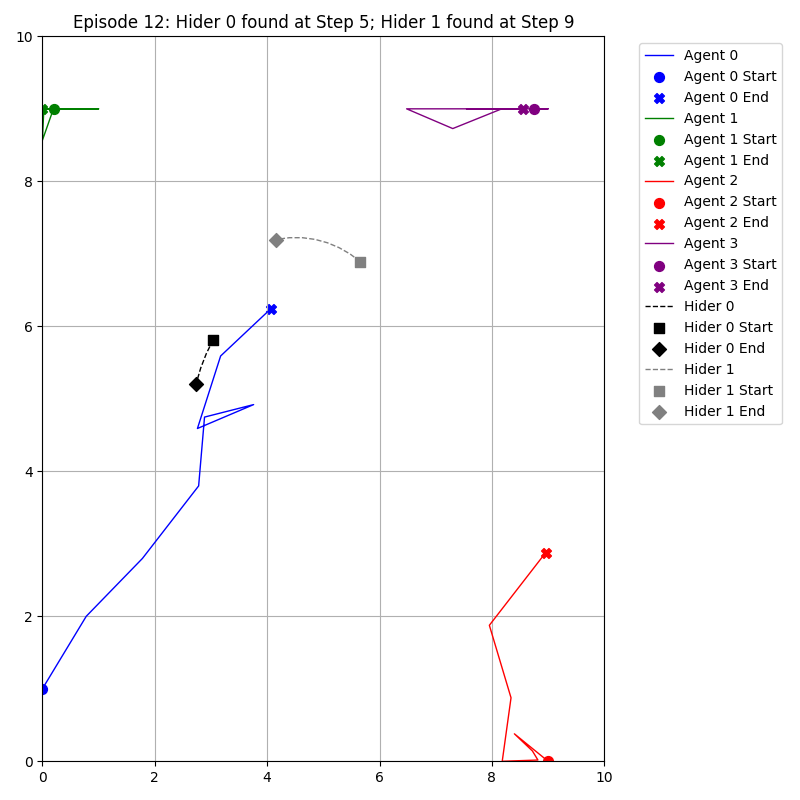 Episode 12: Hider 0 found at Step 5; Hider 1 found at Step 9
10
8
6
4
2
0
0 2 4 6 8 10
Agent 0
Agent 0 Start
Agent 0 End
Agent 1
Agent 1 Start
Agent 1 End
Agent 2
Agent 2 Start
Agent 2 End
Agent 3
Agent 3 Start
Agent 3 End
Hider 0
Hider 0 Start
Hider 0 End
Hider 1
Hider 1 Start
Hider 1 End